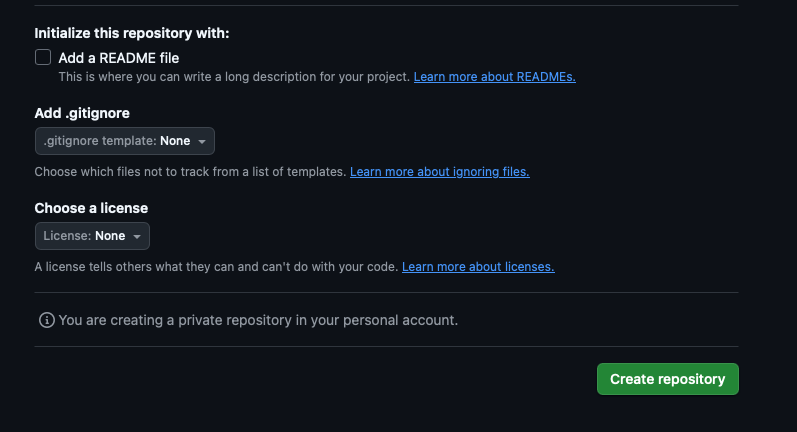 Initialize this repository with:
Add a README file
This is where you can write a long description for your project. Learn more about READMEs.
Add .gitignore
.gitignore template: None
Choose which files not to track from a list of templates. Learn more about ignoring files.
Choose a license
License: None
A license tells others what they can and can't do with your code. Learn more about licenses.
You are creating a private repository in your personal account.
Create repository